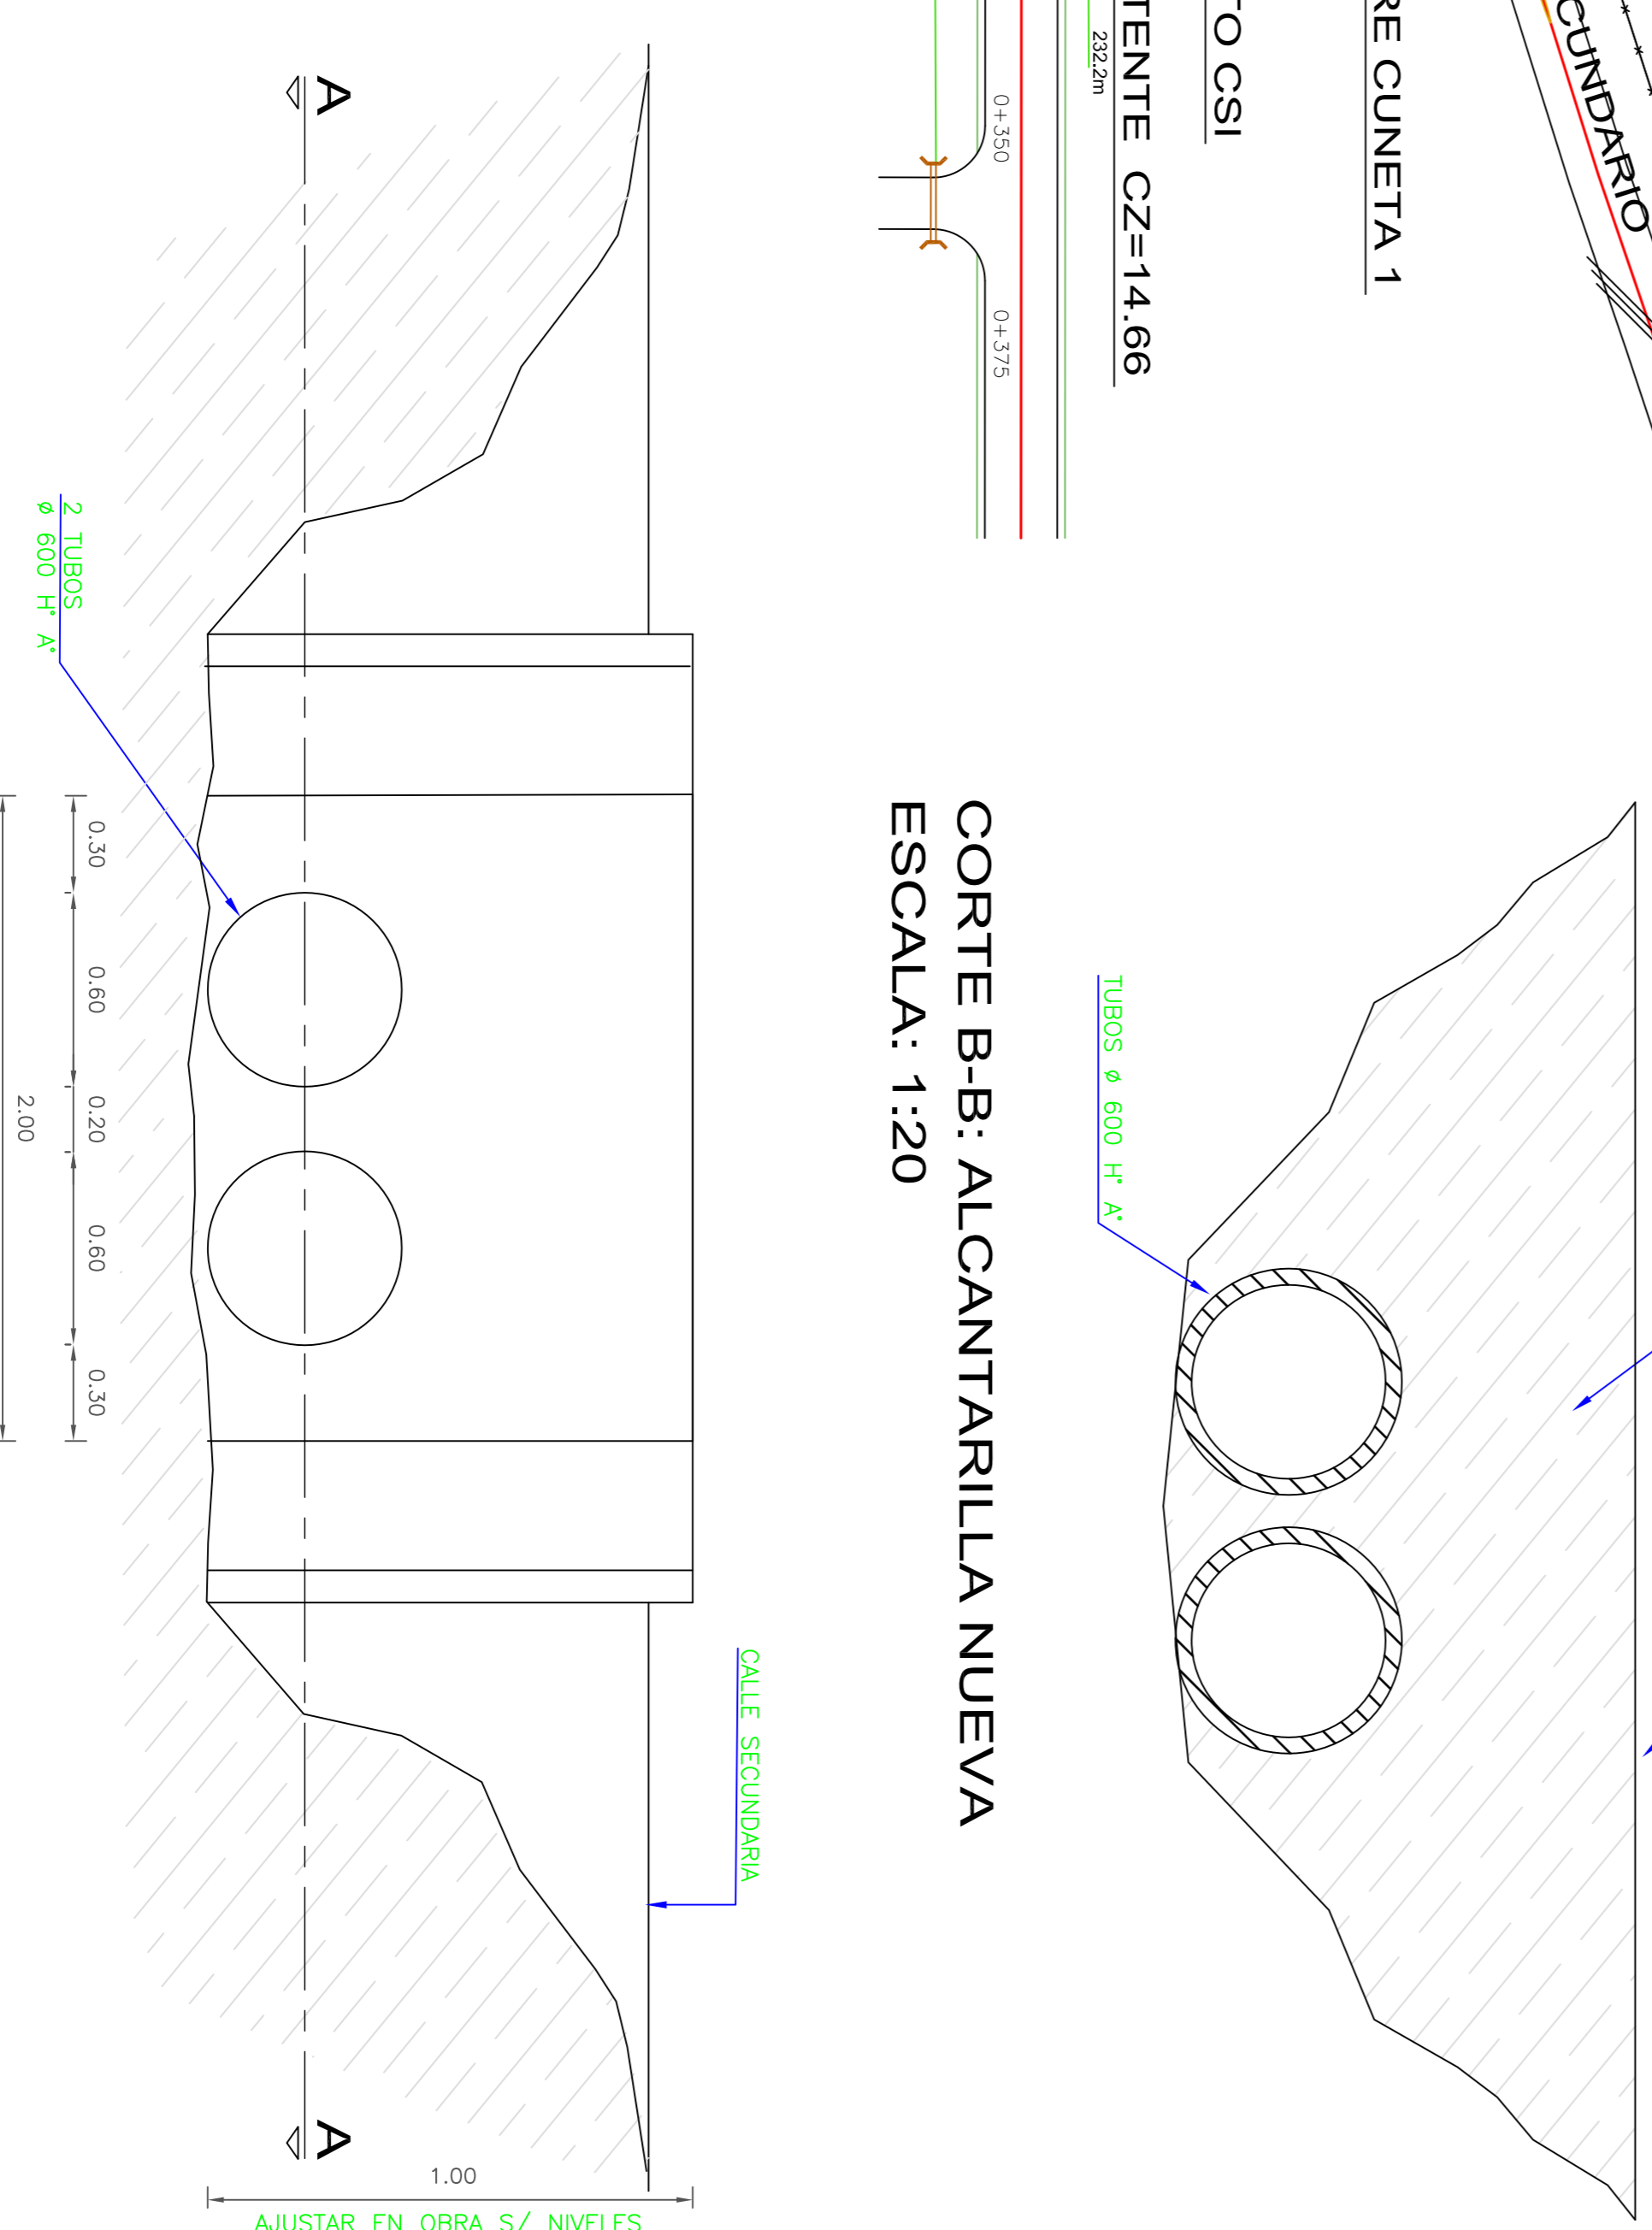 CUNDARIO
RE CUNETA 1
TO CSI
TENTE CZ=14.66
232.2m
0+350
0+375
TUBOS ø 600 H° A°
CORTE B-B: ALCANTARILLA NUEVA
ESCALA: 1:20
CALLE SECUNDARIA
A
A
2 TUBOS
ø 600 H° A°
0.30
0.60
0.20
0.60
0.30
2.00
1.00
AJUSTAR EN OBRA S/ NIVELES